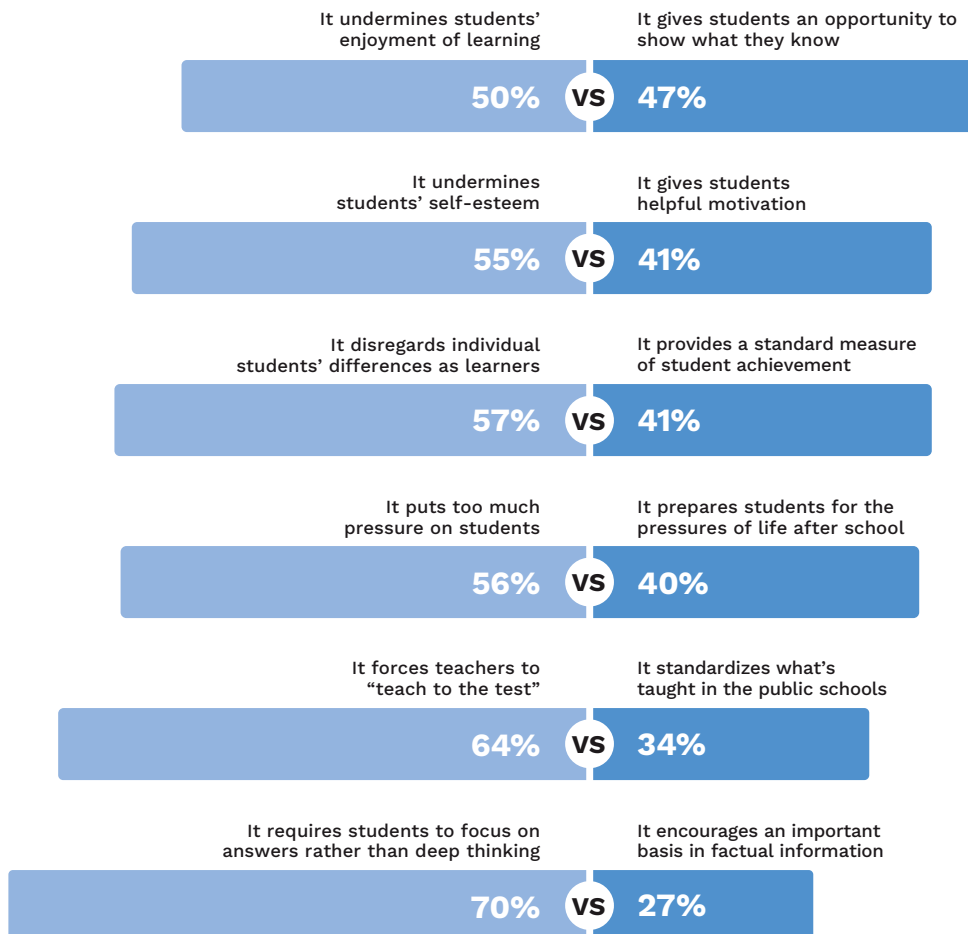 It undermines students’
enjoyment of learning
It gives students an opportunity to
show what they know
50% VS 47%
It undermines
students’ self-esteem
It gives students
helpful motivation
55% VS 41%
It disregards individual
students’ differences as learners
It provides a standard measure
of student achievement
57% VS 41%
It puts too much
pressure on students
It prepares students for the
pressures of life after school
56% VS 40%
It forces teachers to
“teach to the test”
It standardizes what’s
taught in the public schools
64% VS 34%
It requires students to focus on
answers rather than deep thinking
It encourages an important
basis in factual information
70% VS 27%